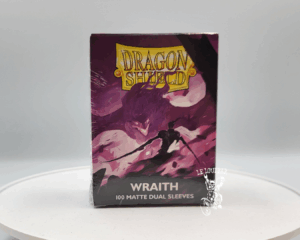 DRAGON
SHIELD
WRAITH
100 MATTE DUAL SLEEVES